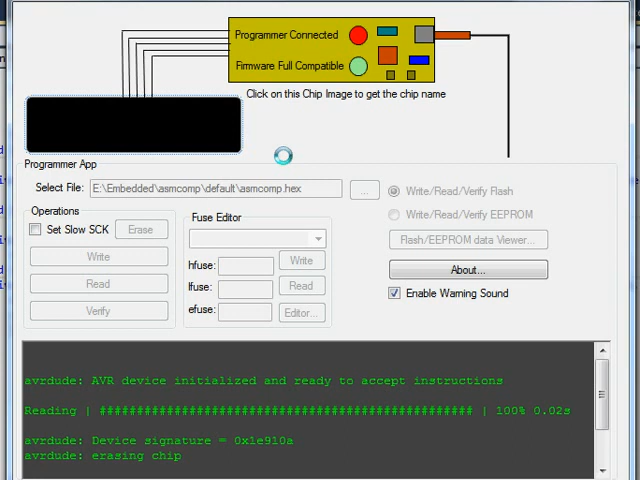 Programmer Connected
Firmware Full Compatible
Click on this Chip Image to get the chip name
Programmer App
Select File: E:\Embedded\asmcomp\default\asmcomp.hex ...
Write/Read/Verify Flash
Operations
Set Slow SCK Erase
Write
Read
Verify
Fuse Editor
hfuse: Write
lfuse: Read
efuse: Editor...
Write/Read/Verify EEPROM
Flash/EEPROM data Viewer...
About...
Enable Warning Sound
avrdude: AVR device initialized and ready to accept instructions
Reading | ################################################## | 100% 0.02s
avrdude: Device signature = 0x1e910a
avrdude: erasing chip